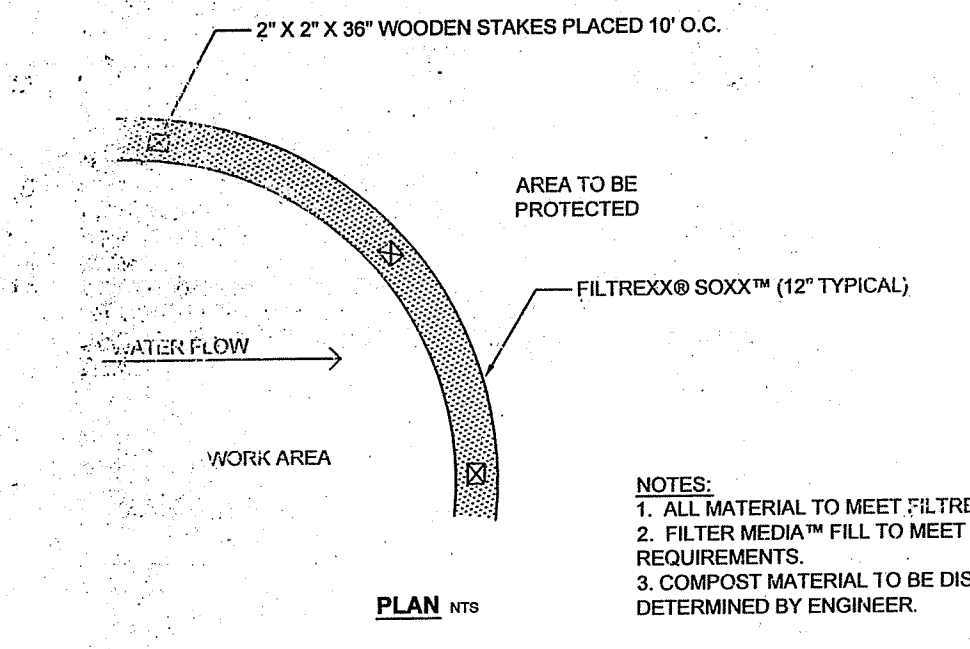 2" X 2" X 36" WOODEN STAKES PLACED 10' O.C.
AREA TO BE
PROTECTED
FILTREXX® SOXX™ (12" TYPICAL)
WATER FLOW
WORK AREA
NOTES:
1. ALL MATERIAL TO MEET FILTRE
2. FILTER MEDIA™ FILL TO MEET
REQUIREMENTS.
3. COMPOST MATERIAL TO BE DIS
DETERMINED BY ENGINEER.
PLAN NTS